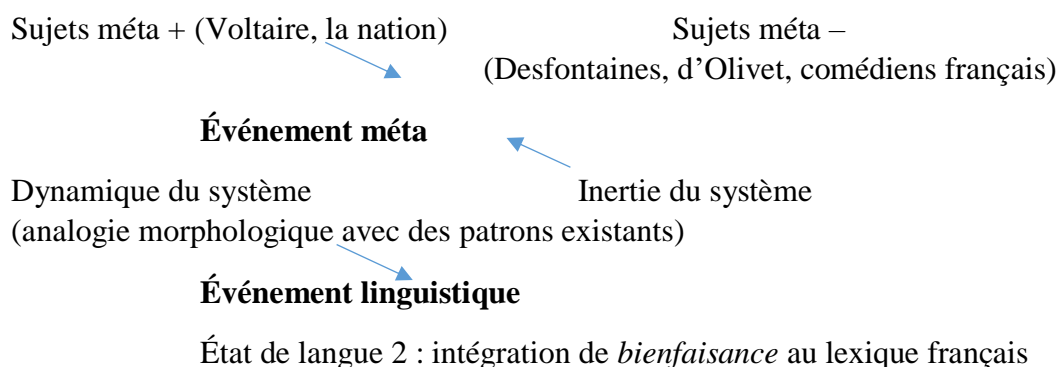 Sujets méta + (Voltaire, la nation) Sujets méta –
(Desfontaines, d’Olivet, comédiens français)
Événement méta
Dynamique du système Inertie du système
(analogie morphologique avec des patrons existants)
Événement linguistique
État de langue 2 : intégration de bienfaisance au lexique français